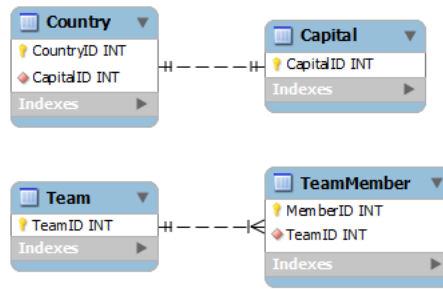 Country
CountryID INT
CapitalID INT
Indexes
Capital
CapitalID INT
Indexes
Team
TeamID INT
Indexes
TeamMember
MemberID INT
TeamID INT
Indexes